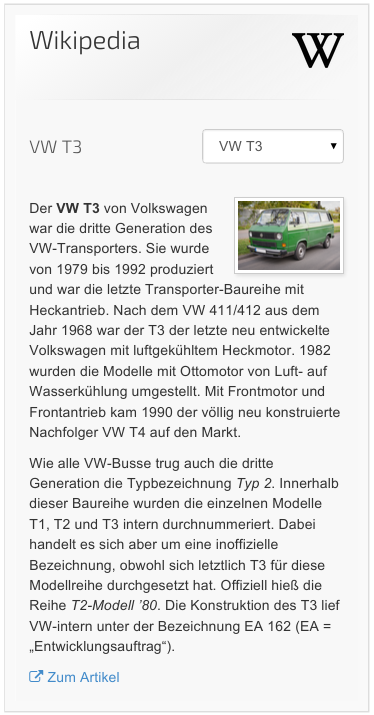 Wikipedia
W
VW T3
VW T3
Der VW T3 von Volkswagen
war die dritte Generation des
VW-Transporters. Sie wurde
von 1979 bis 1992 produziert
und war die letzte Transporter-Baureihe mit
Heckantrieb. Nach dem VW 411/412 aus dem
Jahr 1968 war der T3 der letzte neu entwickelte
Volkswagen mit luftgekühltem Heckmotor. 1982
wurden die Modelle mit Ottomotor von Luft- auf
Wasserkühlung umgestellt. Mit Frontmotor und
Frontantrieb kam 1990 der völlig neu konstruierte
Nachfolger VW T4 auf den Markt.
Wie alle VW-Busse trug auch die dritte
Generation die Typbezeichnung Typ 2. Innerhalb
dieser Baureihe wurden die einzelnen Modelle
T1, T2 und T3 intern durchnummeriert. Dabei
handelt es sich aber um eine inoffizielle
Bezeichnung, obwohl sich letztlich T3 für diese
Modellreihe durchgesetzt hat. Offiziell hieß die
Reihe T2-Modell ’80. Die Konstruktion des T3 lief
VW-intern unter der Bezeichnung EA 162 (EA =
„Entwicklungsauftrag“).
Zum Artikel